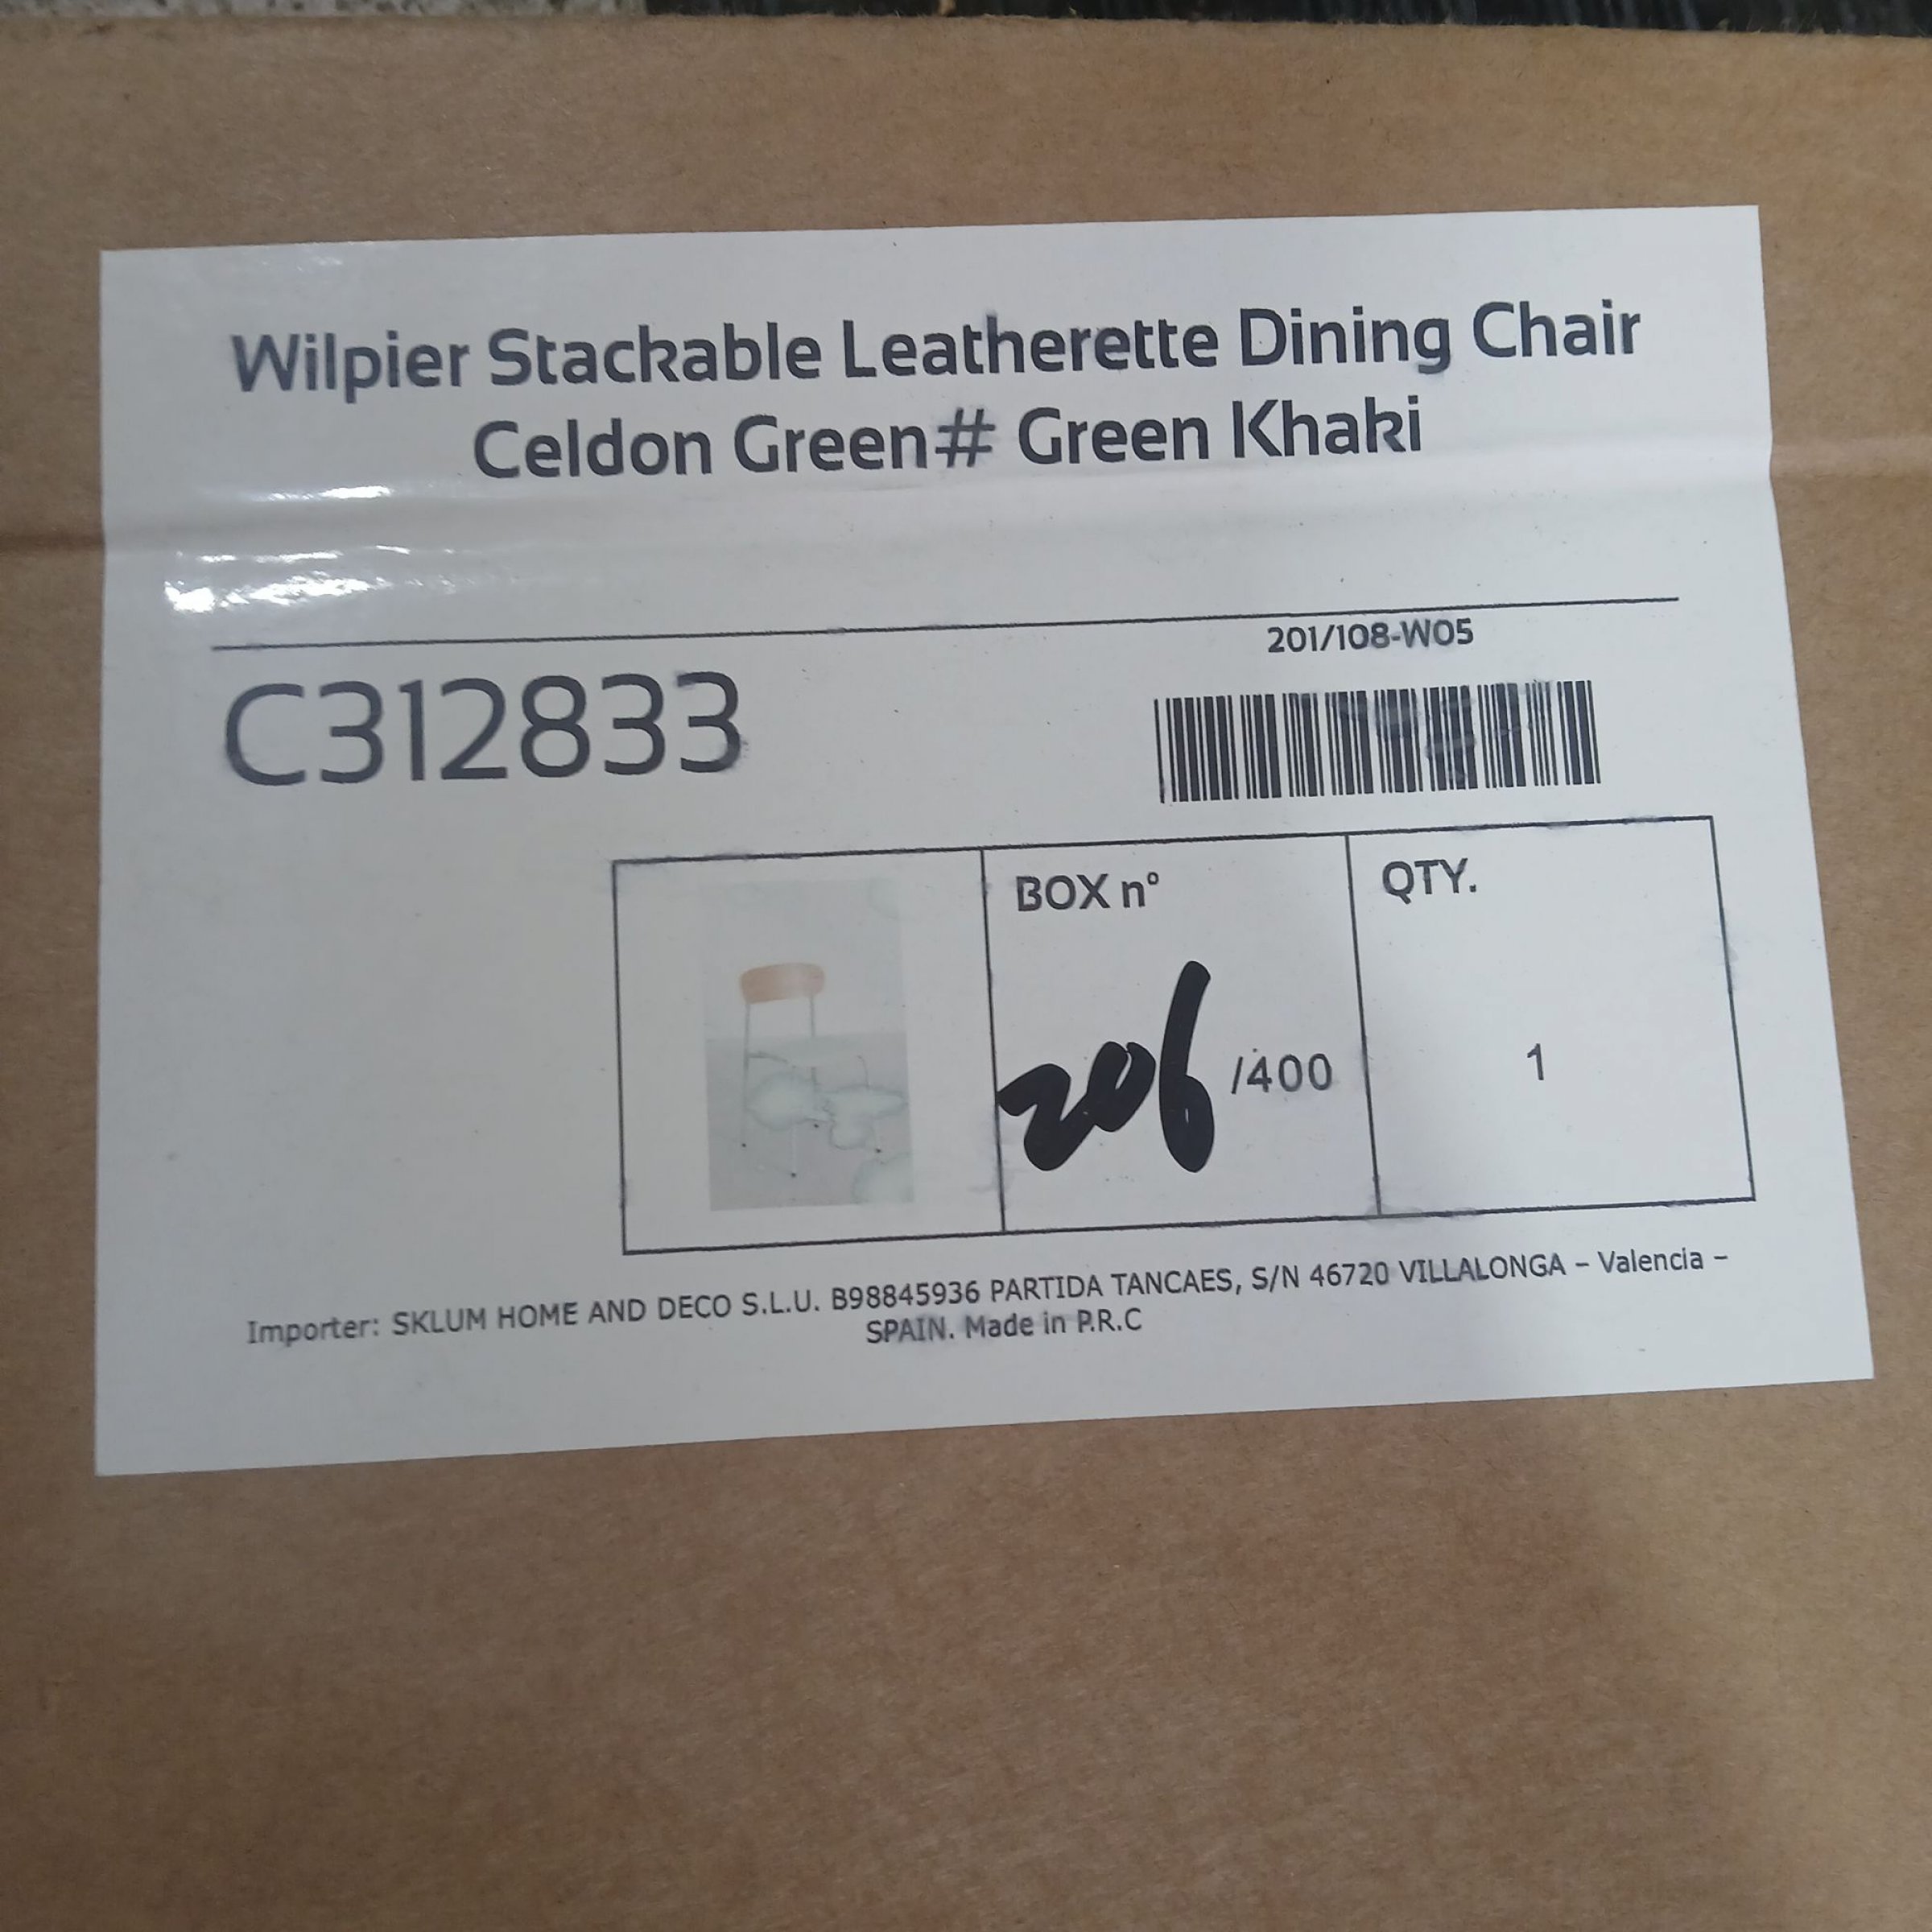 Wilpier Stackable Leatherette Dining Chair
Celdon Green# Green Khaki
201/108-W05
C312833
BOX nº
QTY.
206 /400
1
Importer: SKLUM HOME AND DECO S.L.U. B98845936 PARTIDA TANCAES, S/N 46720 VILLALONGA – Valencia –
SPAIN. Made in P.R.C